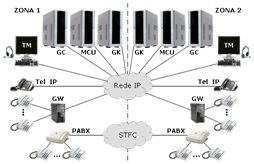 ZONA 1
ZONA 2
GC MCU GK GK MCU GC
TM
TM
Rede IP
Tel IP
Tel IP
GW
GW
...
...
PABX
STFC
PABX
...
...